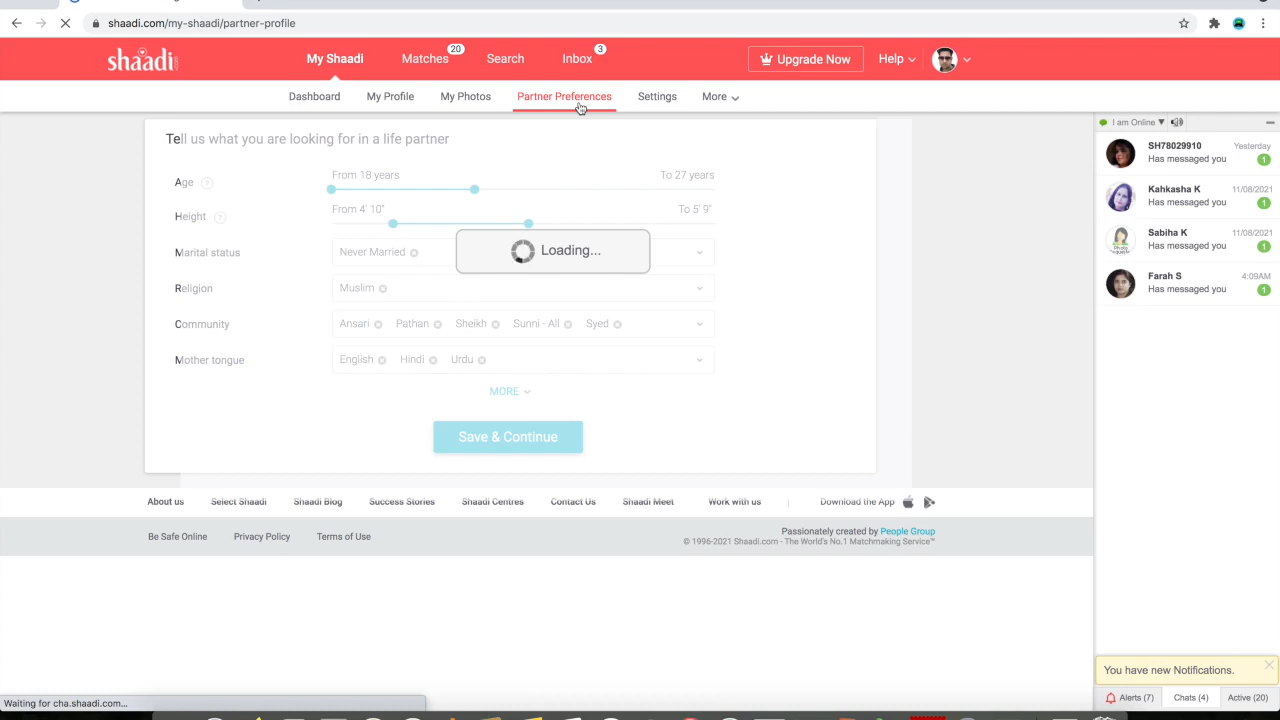 shaadi.com/my-shaadi/partner-profile
shaadi.com
My Shaadi Matches 20 Search Inbox 3 Upgrade Now Help
Dashboard My Profile My Photos Partner Preferences Settings More
Tell us what you are looking for in a life partner
Age ? From 18 years To 27 years
Height ? From 4' 10" To 5' 9"
Marital status Never Married
Loading...
Religion Muslim
Community Ansari Pathan Sheikh Sunni - All Syed
Mother tongue English Hindi Urdu
MORE
Save & Continue
About us Select Shaadi Shaadi Blog Success Stories Shaadi Centres Contact Us Shaadi Meet Work with us | Download the App
Be Safe Online Privacy Policy Terms of Use
Passionately created by People Group
© 1996-2021 Shaadi.com - The World's No.1 Matchmaking Service™
I am Online
SH78029910 Yesterday
Has messaged you 1
Kahkasha K 11/08/2021
Has messaged you 1
Sabiha K 11/08/2021
Has messaged you 1
Farah S 4:09AM
Has messaged you 1
You have new Notifications.
Alerts (7) Chats (4) Active (20)
Waiting for cha.shaadi.com...